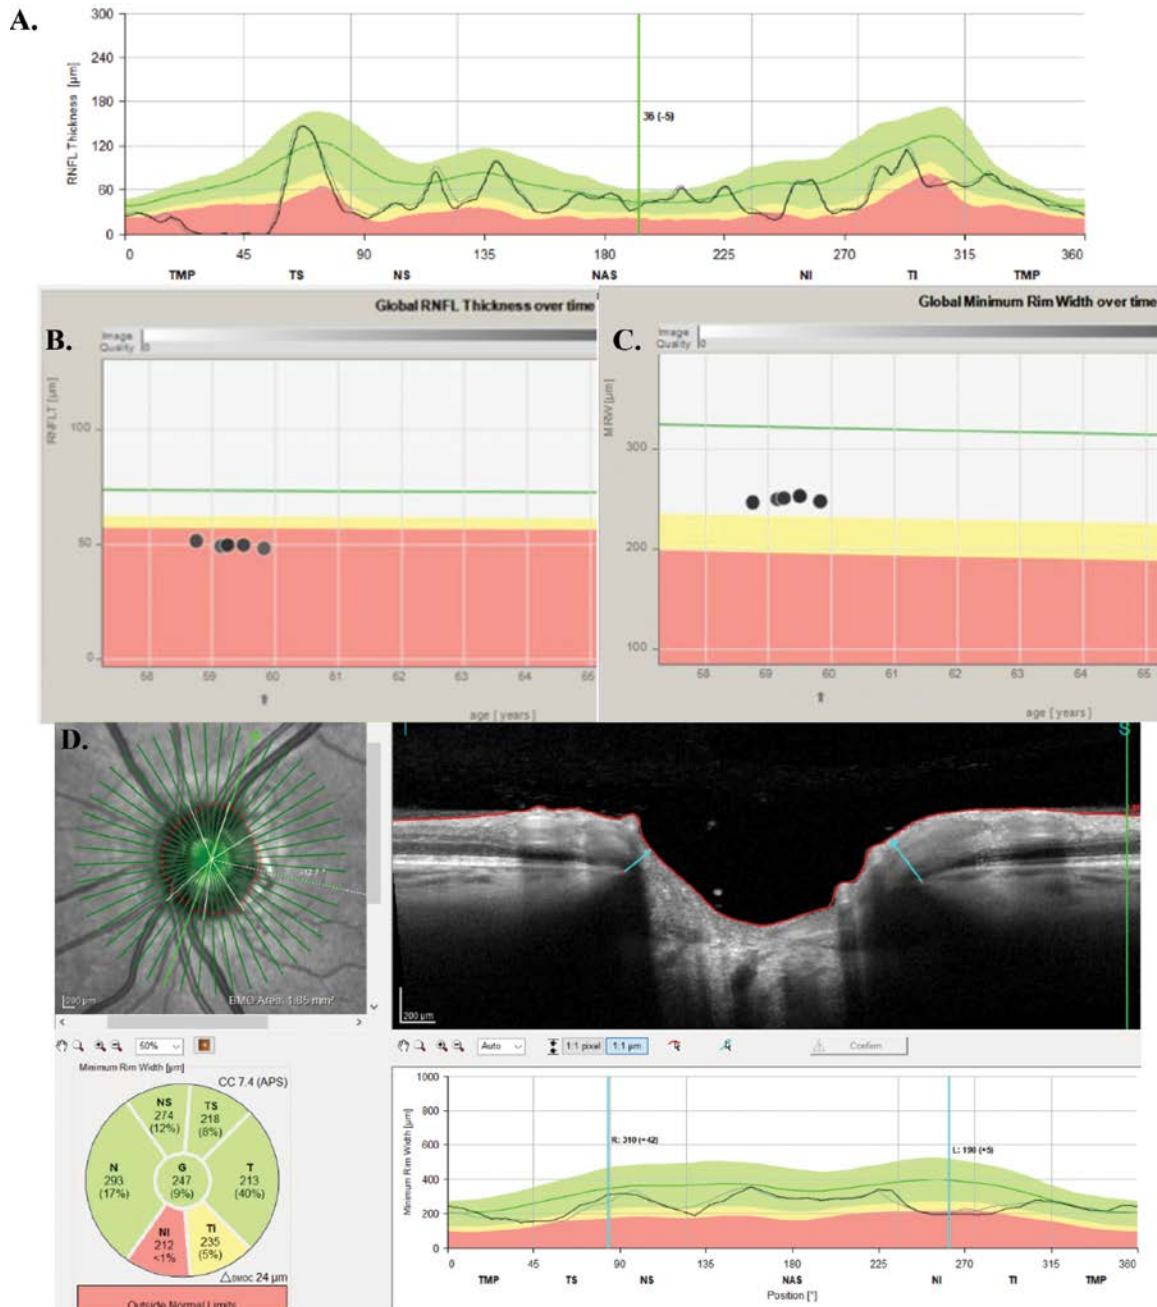 A.
300
240
180
120
60
0
RNFL Thickness [µm]
36 (-5)
0 45 90 135 180 225 270 315 360
TMP TS NS NAS NI TI TMP
B.
Global RNFL Thickness over time
Image
Quality 0
RNFLT [µm]
100
50
0
58 59 60 61 62 63 64 65
age [ years ]
C.
Global Minimum Rim Width over time
Image
Quality 0
MRW [µm]
300
200
100
58 59 60 61 62 63 64 65
age [ years ]
D.
200 µm
BMO Area: 1.85 mm²
I
S
200 µm
50%
Auto
1:1 pixel
1:1 µm
Confirm
Minimum Rim Width [µm]
CC 7.4 (APS)
NS
274
(12%)
TS
218
(8%)
N
293
(17%)
G
247
(9%)
T
213
(40%)
NI
212
<1%
TI
235
(5%)
△BMOC 24 µm
Outside Normal Limits
Minimum Rim Width [µm]
1000
800
600
400
200
0
R: 310 (+42)
L: 190 (+5)
0 45 90 135 180 225 270 315 360
TMP TS NS NAS NI TI TMP
Position [°]